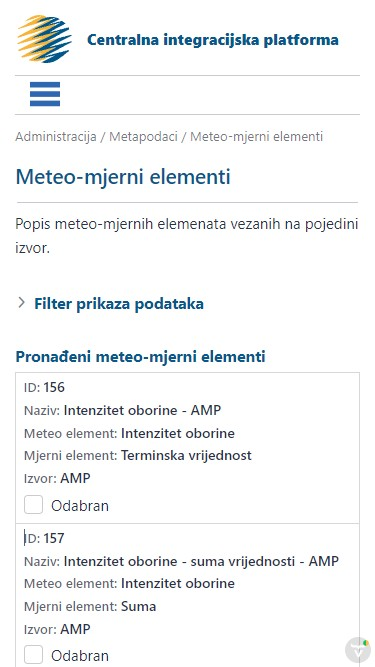 Centralna integracijska platforma
Administracija / Metapodaci / Meteo-mjerni elementi
Meteo-mjerni elementi
Popis meteo-mjernih elemenata vezanih na pojedini
izvor.
Filter prikaza podataka
Pronađeni meteo-mjerni elementi
ID: 156
Naziv: Intenzitet oborine - AMP
Meteo element: Intenzitet oborine
Mjerni element: Terminska vrijednost
Izvor: AMP
Odabran
ID: 157
Naziv: Intenzitet oborine - suma vrijednosti - AMP
Meteo element: Intenzitet oborine
Mjerni element: Suma
Izvor: AMP
Odabran